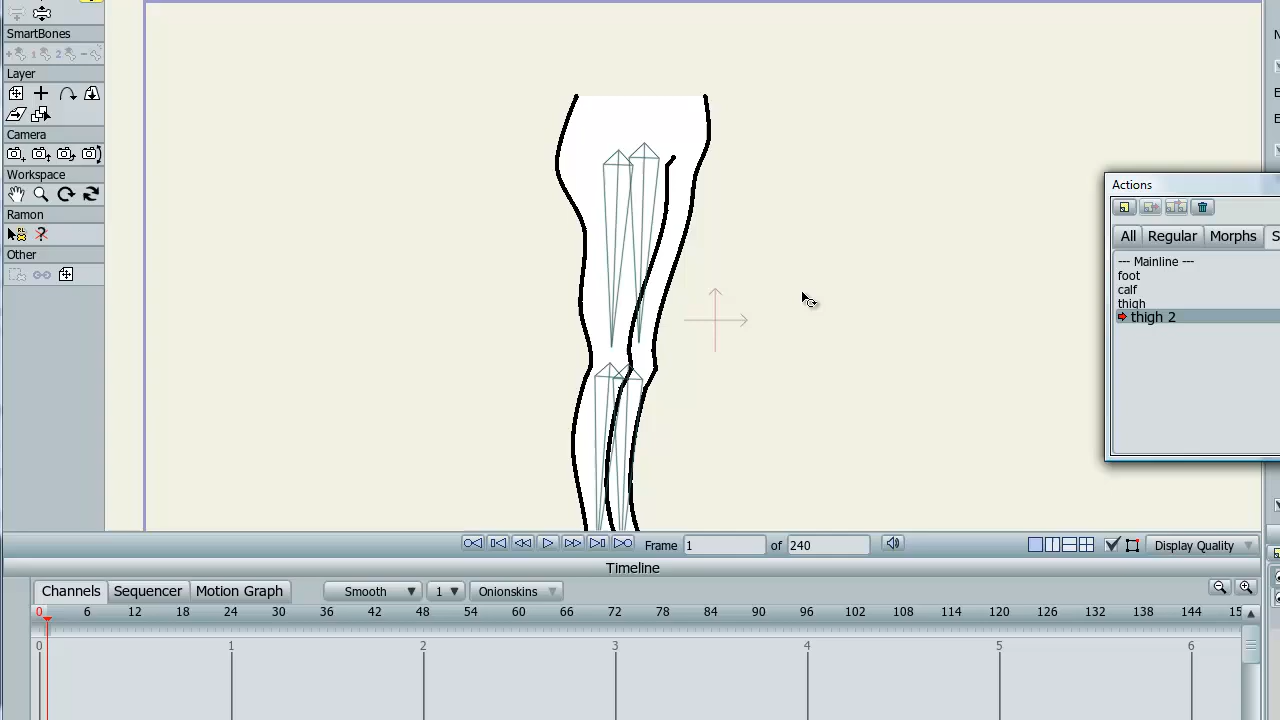 SmartBones
1
2
Layer
Camera
Workspace
Ramon
?
Other
N
E
E
Actions
All Regular Morphs S
--- Mainline ---
foot
calf
thigh
thigh 2
Frame 1 of 240 Display Quality
Timeline
Channels Sequencer Motion Graph Smooth 1 Onionskins
0 6 12 18 24 30 36 42 48 54 60 66 72 78 84 90 96 102 108 114 120 126 132 138 144 15
0 1 2 3 4 5 6